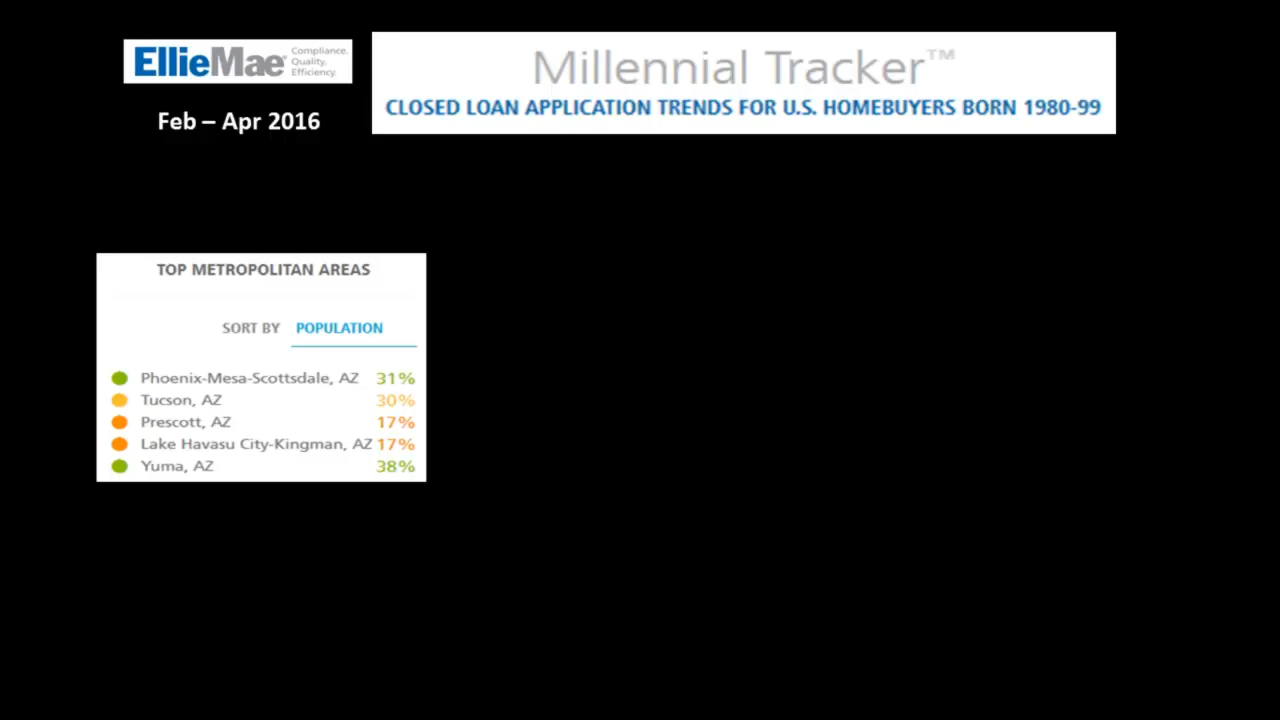 EllieMae® Compliance.
Quality.
Efficiency.
Feb – Apr 2016
Millennial Tracker™
CLOSED LOAN APPLICATION TRENDS FOR U.S. HOMEBUYERS BORN 1980-99
TOP METROPOLITAN AREAS
SORT BY POPULATION
Phoenix-Mesa-Scottsdale, AZ 31%
Tucson, AZ 30%
Prescott, AZ 17%
Lake Havasu City-Kingman, AZ 17%
Yuma, AZ 38%